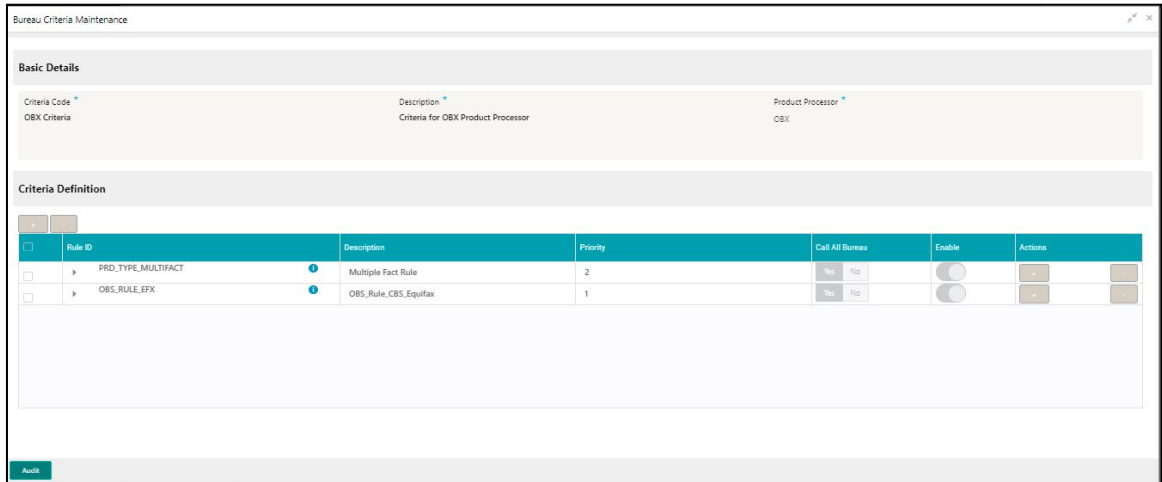 Bureau Criteria Maintenance
Basic Details
Criteria Code * Description * Product Processor *
OBX Criteria Criteria for OBX Product Processor OBX
Criteria Definition
+ -
Rule ID Description Priority Call All Bureau Enable Actions
PRD_TYPE_MULTIFACT Multiple Fact Rule 2 Yes No + -
OBS_RULE_EFX OBS_Rule_CBS_Equifax 1 Yes No + -
Audit